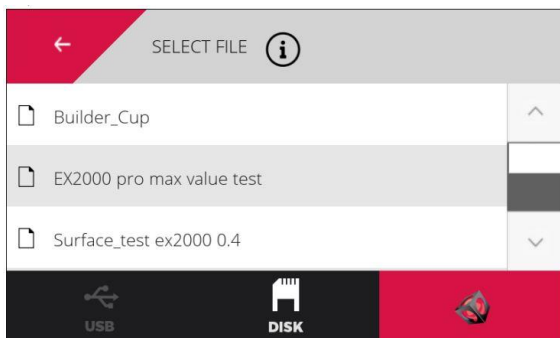 SELECT FILE
Builder_Cup
EX2000 pro max value test
Surface_test ex2000 0.4
USB
DISK